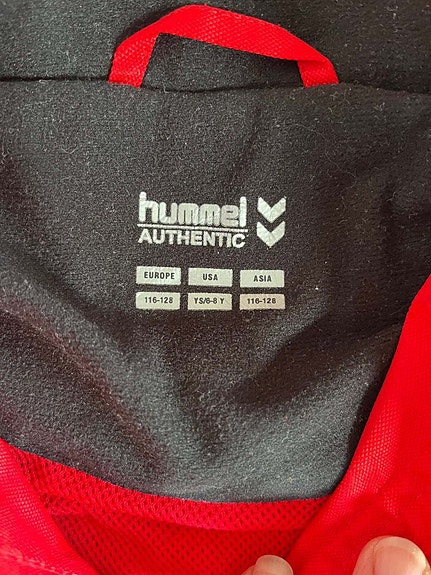 hummel
AUTHENTIC
EUROPE USA ASIA
116-128 YS/6-8 Y 116-128